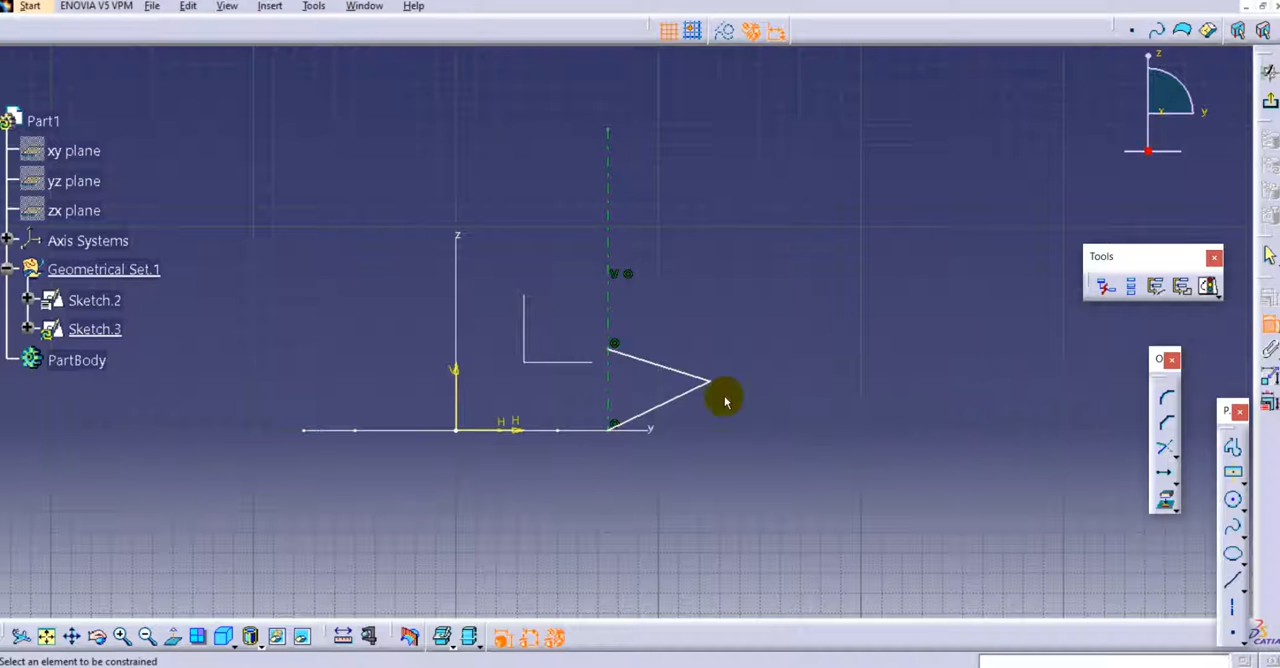 Start ENOVIA V5 VPM File Edit View Insert Tools Window Help
z
x y
Part1
xy plane
yz plane
zx plane
Axis Systems
Geometrical Set.1
Sketch.2
Sketch.3
PartBody
z
V
V
H H
y
Tools
O
P.
CATIA
Select an element to be constrained